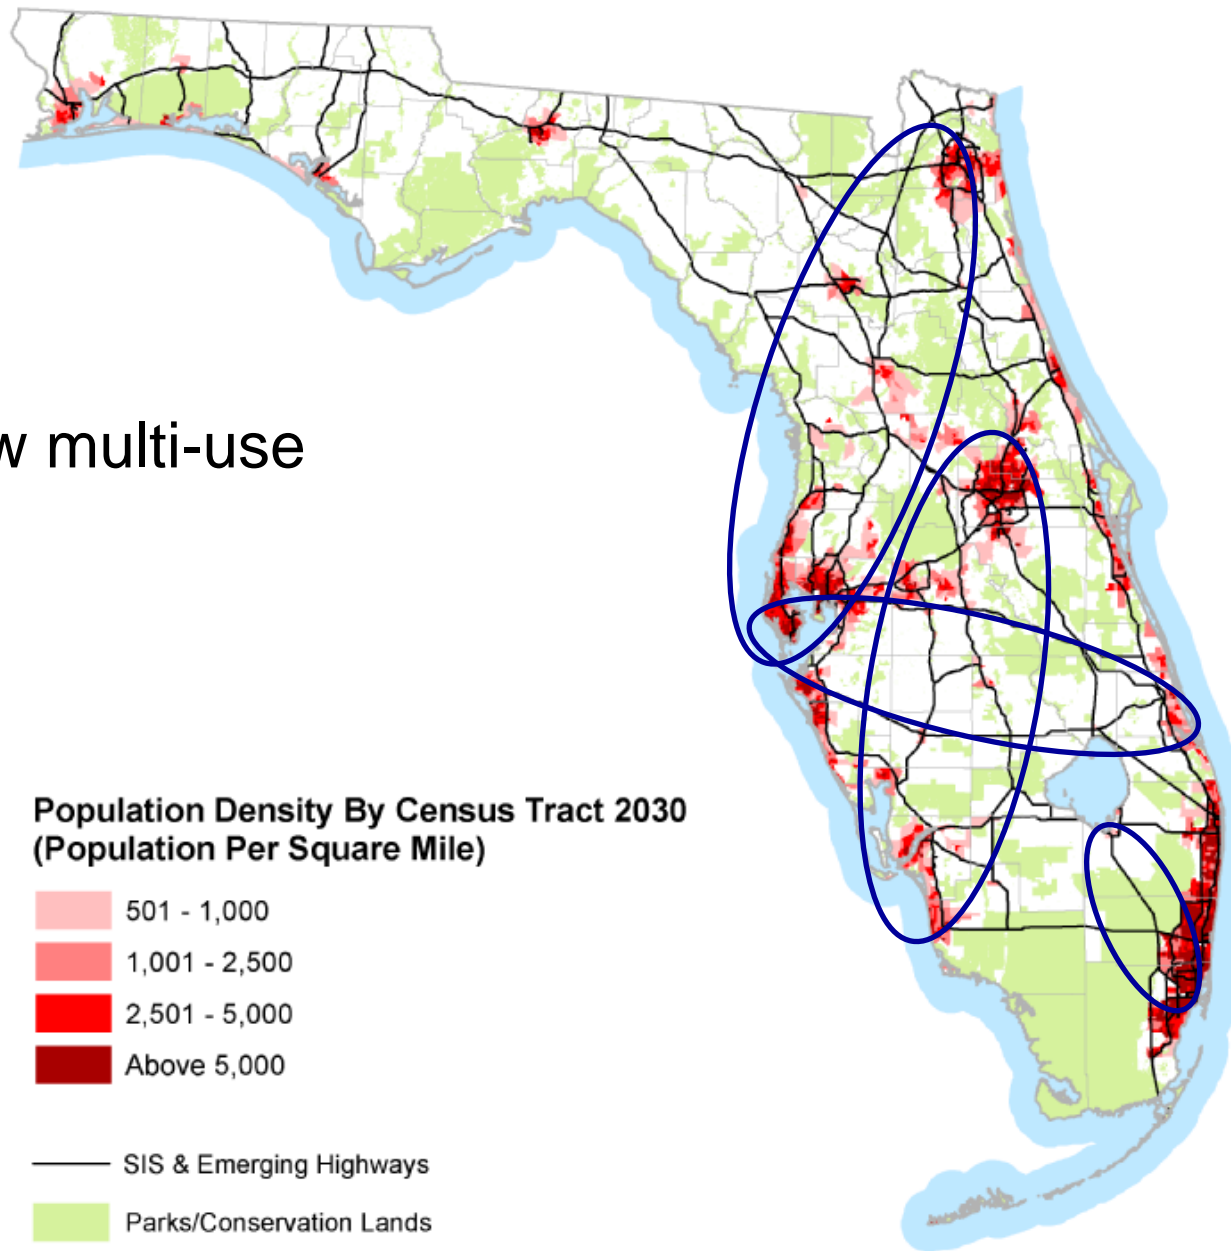 multi-use
Population Density By Census Tract 2030
(Population Per Square Mile)
501 - 1,000
1,001 - 2,500
2,501 - 5,000
Above 5,000
SIS & Emerging Highways
Parks/Conservation Lands